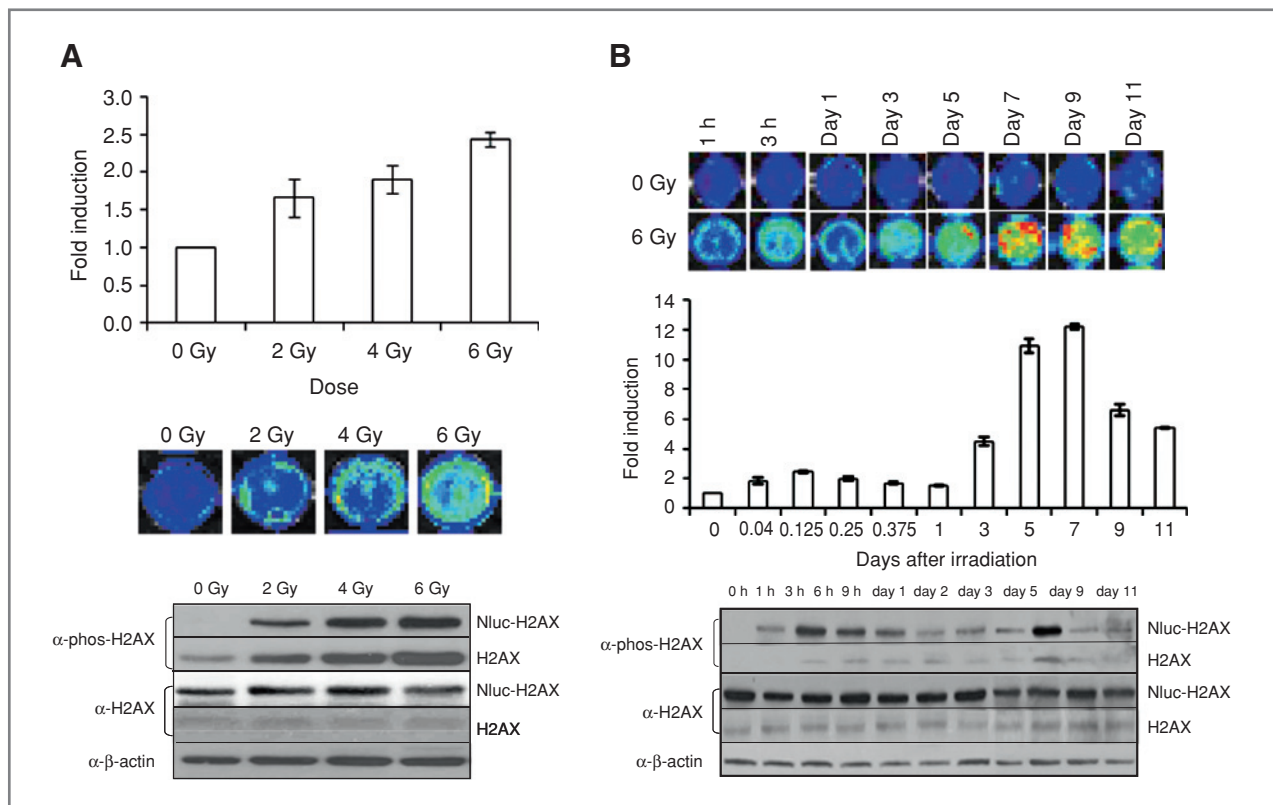 A
Fold induction
3.0
2.5
2.0
1.5
1.0
0.5
0.0
0 Gy 2 Gy 4 Gy 6 Gy
Dose
0 Gy 2 Gy 4 Gy 6 Gy
0 Gy 2 Gy 4 Gy 6 Gy
α-phos-H2AX
Nluc-H2AX
H2AX
α-H2AX
Nluc-H2AX
H2AX
α-β-actin
B
1 h 3 h Day 1 Day 3 Day 5 Day 7 Day 9 Day 11
0 Gy
6 Gy
Fold induction
14
12
10
8
6
4
2
0
0 0.04 0.125 0.25 0.375 1 3 5 7 9 11
Days after irradiation
0 h 1 h 3 h 6 h 9 h day 1 day 2 day 3 day 5 day 9 day 11
α-phos-H2AX
Nluc-H2AX
H2AX
α-H2AX
Nluc-H2AX
H2AX
α-β-actin